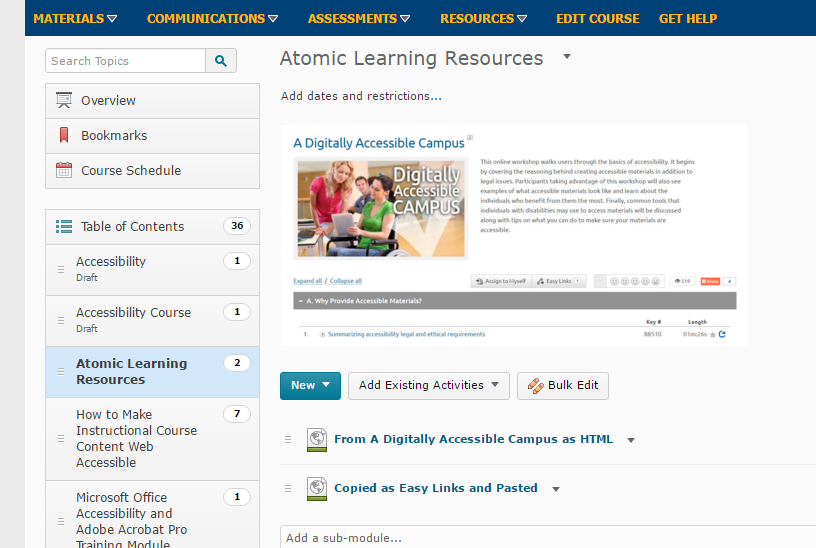 MATERIALS COMMUNICATIONS ASSESSMENTS RESOURCES EDIT COURSE GET HELP
Search Topics
Overview
Bookmarks
Course Schedule
Table of Contents 36
Accessibility 1
Draft
Accessibility Course 1
Draft
Atomic Learning 2
Resources
How to Make 7
Instructional Course
Content Web
Accessible
Microsoft Office 1
Accessibility and
Adobe Acrobat Pro
Training Module
Atomic Learning Resources
Add dates and restrictions...
A Digitally Accessible Campus
Digitally
Accessible
CAMPUS
This online workshop walks users through the basics of accessibility. It begins
by covering the reasoning behind creating accessible materials in addition to
legal issues. Participants taking advantage of this workshop will also see
examples of what accessible materials look like and learn about the
individuals who benefit from them the most. Finally, common tools that
individuals with disabilities may use to access materials will be discussed
along with tips on what you can do to make sure your materials are
accessible.
Expand all / Collapse all
Assign to Myself Easy Links 519 Share 4
− A. Why Provide Accessible Materials?
Key # Length
1. Summarizing accessibility legal and ethical requirements 88510 01m:26s
New Add Existing Activities Bulk Edit
From A Digitally Accessible Campus as HTML
Copied as Easy Links and Pasted
Add a sub-module...